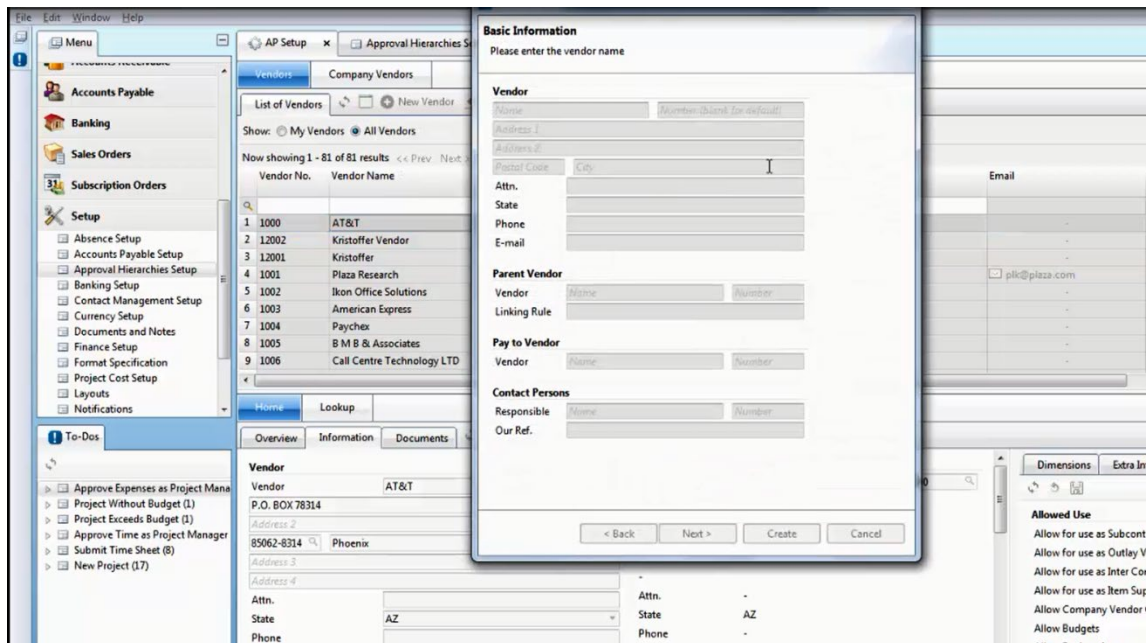 File Edit Window Help
Menu
Accounts Payable
Banking
Sales Orders
Subscription Orders
Setup
Absence Setup
Accounts Payable Setup
Approval Hierarchies Setup
Banking Setup
Contact Management Setup
Currency Setup
Documents and Notes
Finance Setup
Format Specification
Project Cost Setup
Layouts
Notifications
To-Dos
Approve Expenses as Project Mana
Project Without Budget (1)
Project Exceeds Budget (1)
Approve Time as Project Manager
Submit Time Sheet (8)
New Project (17)
AP Setup Approval Hierarchies S
Vendors Company Vendors
List of Vendors New Vendor
Show: My Vendors All Vendors
Now showing 1 - 81 of 81 results << Prev Next >
Vendor No. Vendor Name
1 1000 AT&T
2 12002 Kristoffer Vendor
3 12001 Kristoffer
4 1001 Plaza Research
5 1002 Ikon Office Solutions
6 1003 American Express
7 1004 Paychex
8 1005 B M B & Associates
9 1006 Call Centre Technology LTD
Email
plk@plaza.com
Home Lookup
Overview Information Documents
Vendor
Vendor AT&T
P.O. BOX 78314
Address 2
85062-8314 Phoenix
Address 3
Address 4
Attn.
State AZ
Phone
-
Attn. -
State AZ
Phone -
Basic Information
Please enter the vendor name
Vendor
Name Number (blank for default)
Address 1
Address 2
Postal Code City
Attn.
State
Phone
E-mail
Parent Vendor
Vendor Name Number
Linking Rule
Pay to Vendor
Vendor Name Number
Contact Persons
Responsible Name Number
Our Ref.
< Back Next > Create Cancel
Dimensions Extra In
Allowed Use
Allow for use as Subcont
Allow for use as Outlay V
Allow for use as Inter Co
Allow for use as Item Sup
Allow Company Vendor
Allow Budgets